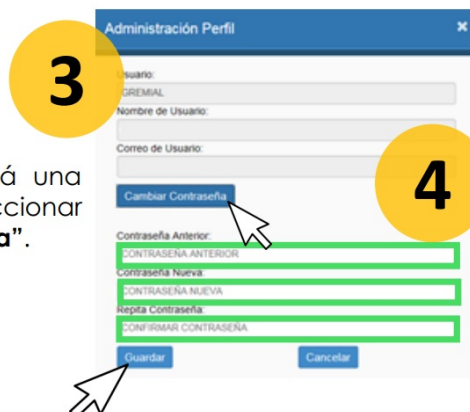 Administración Perfil ×
3
Usuario:
GREMIAL
Nombre de Usuario:
Correo de Usuario:
4
Cambiar Contraseña
á una
ccionar
a”.
Contraseña Anterior:
CONTRASEÑA ANTERIOR
Contraseña Nueva:
CONTRASEÑA NUEVA
Repita Contraseña:
CONFIRMAR CONTRASEÑA
Guardar Cancelar